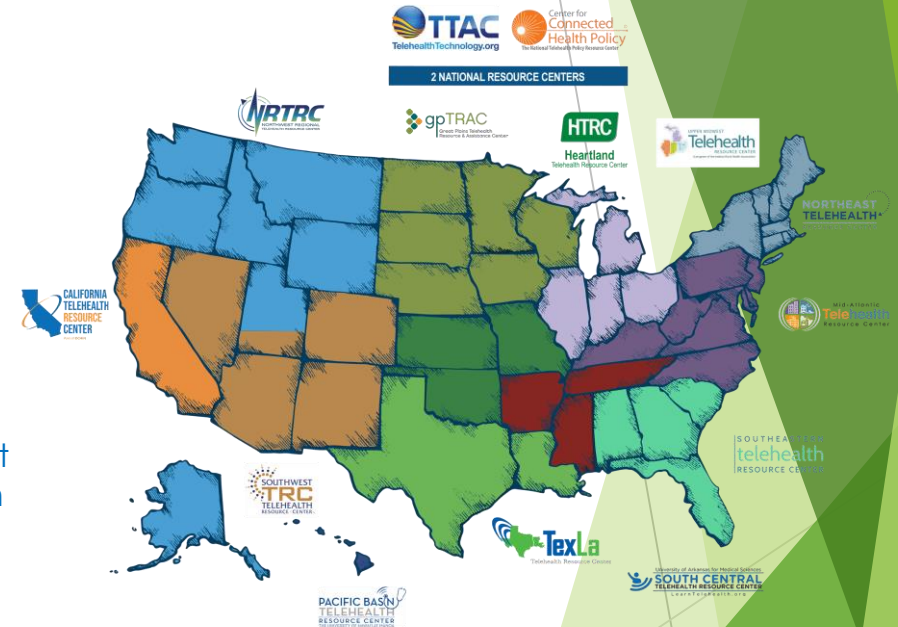 TTAC
TelehealthTechnology.org
Center for
Connected
Health Policy
The National Telehealth Policy Resource Center
2 NATIONAL RESOURCE CENTERS
NRTRC
NORTHWEST REGIONAL
TELEHEALTH RESOURCE CENTER
gpTRAC
Great Plains Telehealth
Resource & Assistance Center
HTRC
Heartland
Telehealth Resource Center
UPPER MIDWEST
Telehealth
RESOURCE CENTER
NORTHEAST
TELEHEALTH
CALIFORNIA
TELEHEALTH
RESOURCE
CENTER
Mid-Atlantic
Telehealth
Resource Center
SOUTHEASTERN
telehealth
RESOURCE CENTER
t
n
SOUTHWEST
TRC
TELEHEALTH
RESOURCE CENTER
TexLa
Telehealth Resource Center
University of Arkansas for Medical Sciences
SOUTH CENTRAL
TELEHEALTH RESOURCE CENTER
LearnTelehealth.org
PACIFIC BASIN
TELEHEALTH
RESOURCE CENTER